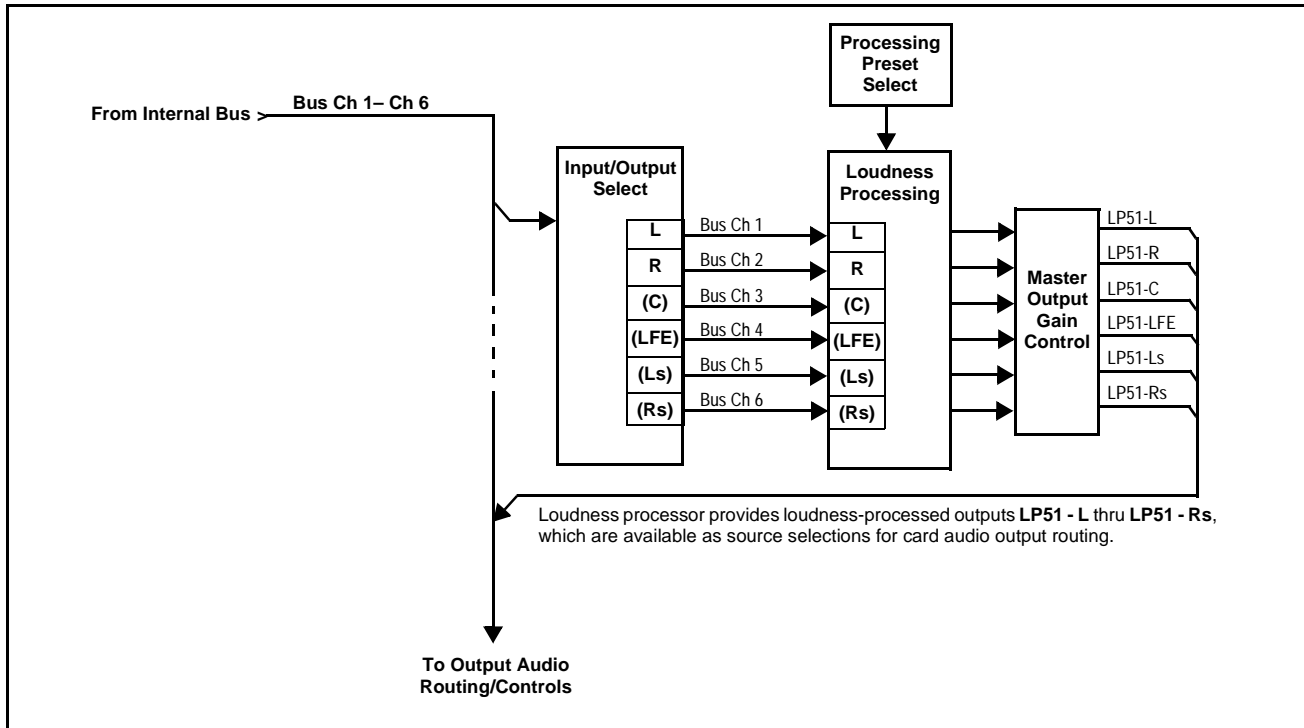 Processing
Preset
Select
From Internal Bus >
Bus Ch 1– Ch 6
Input/Output
Select
Loudness
Processing
L
R
(C)
(LFE)
(Ls)
(Rs)
Bus Ch 1
Bus Ch 2
Bus Ch 3
Bus Ch 4
Bus Ch 5
Bus Ch 6
L
R
(C)
(LFE)
(Ls)
(Rs)
Master
Output
Gain
Control
LP51-L
LP51-R
LP51-C
LP51-LFE
LP51-Ls
LP51-Rs
Loudness processor provides loudness-processed outputs LP51 - L thru LP51 - Rs,
which are available as source selections for card audio output routing.
To Output Audio
Routing/Controls